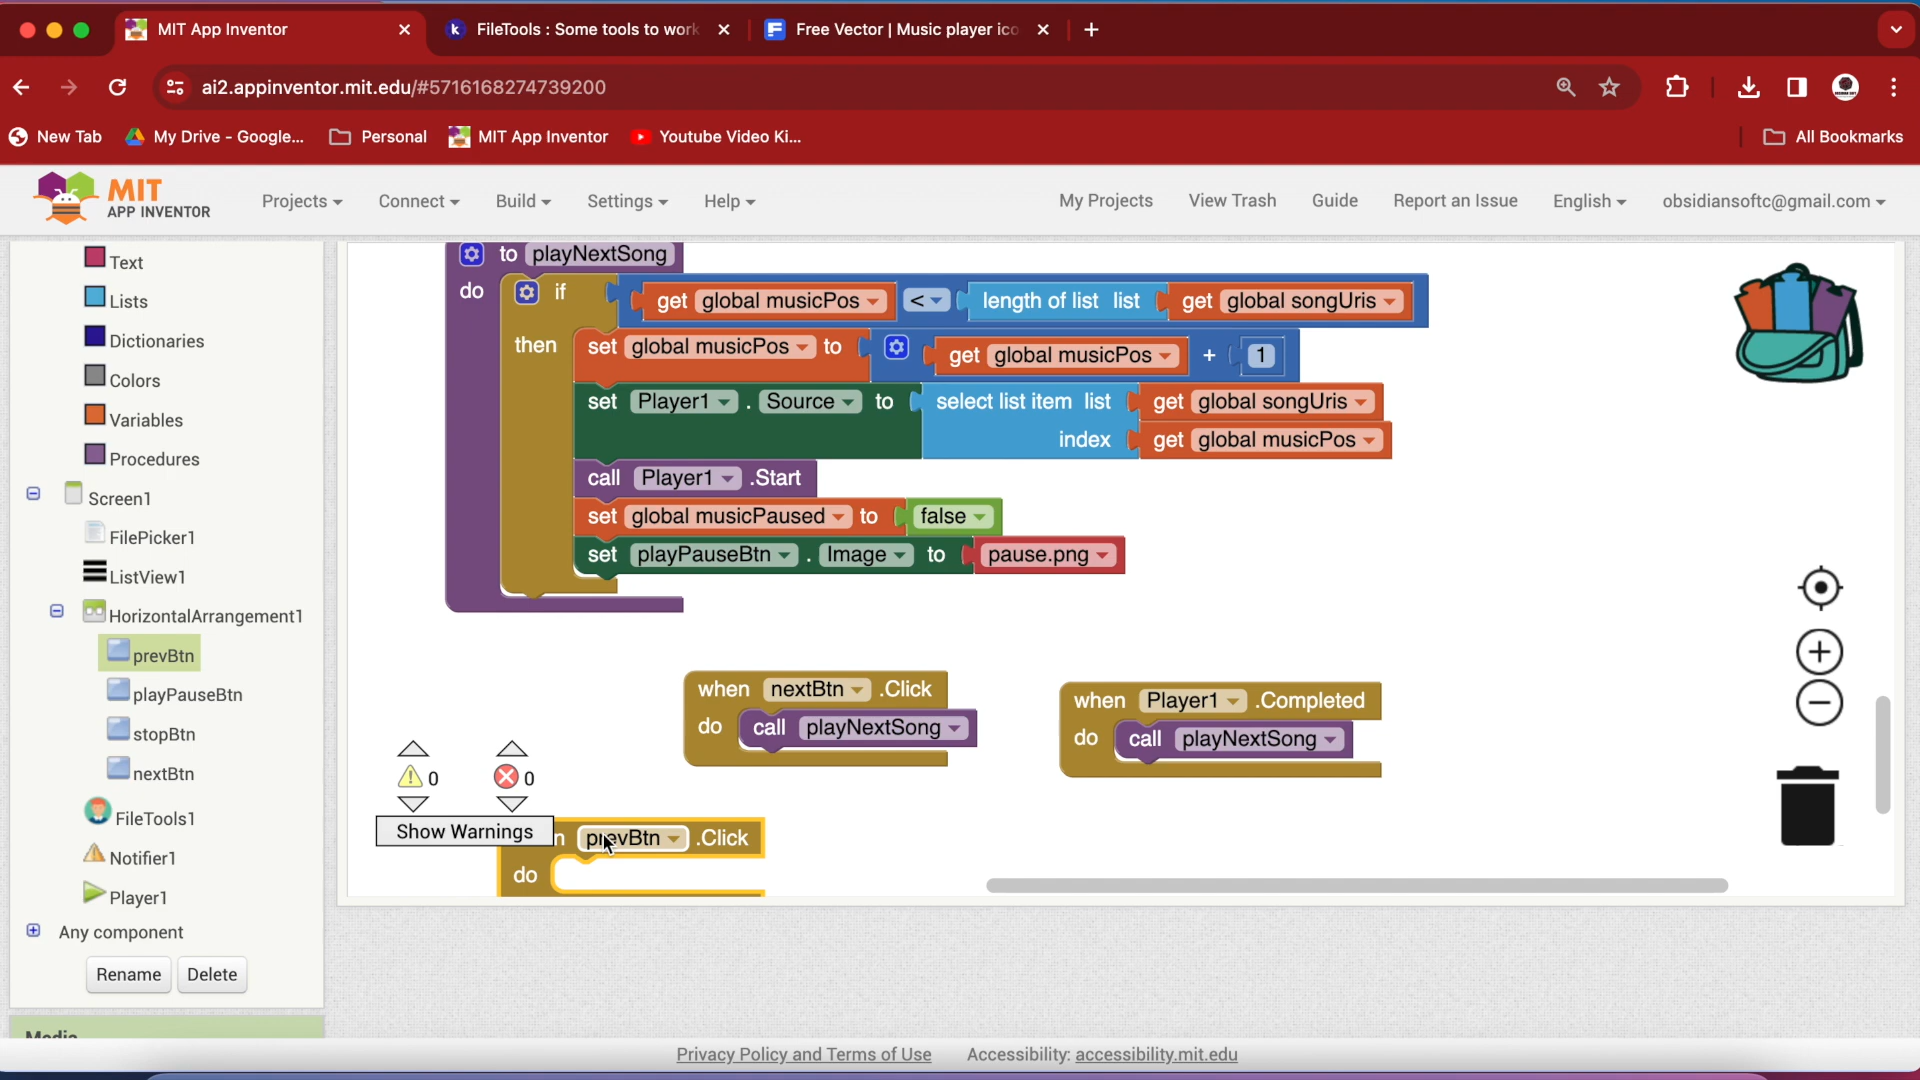 MIT App Inventor
FileTools : Some tools to work
Free Vector | Music player ico
ai2.appinventor.mit.edu/#5716168274739200
New Tab
My Drive - Google...
Personal
MIT App Inventor
Youtube Video Ki...
All Bookmarks
MIT
APP INVENTOR
Projects
Connect
Build
Settings
Help
My Projects
View Trash
Guide
Report an Issue
English
obsidiansoftc@gmail.com
Text
Lists
Dictionaries
Colors
Variables
Procedures
Screen1
FilePicker1
ListView1
HorizontalArrangement1
prevBtn
playPauseBtn
stopBtn
nextBtn
FileTools1
Notifier1
Player1
Any component
Rename Delete
Media
to playNextSong
do if get global musicPos < length of list list get global songUris
then set global musicPos to get global musicPos + 1
set Player1 . Source to select list item list get global songUris
index get global musicPos
call Player1 .Start
set global musicPaused to false
set playPauseBtn . Image to pause.png
when nextBtn .Click
do call playNextSong
when Player1 .Completed
do call playNextSong
0 0
Show Warnings
n prevBtn .Click
do
Privacy Policy and Terms of Use Accessibility: accessibility.mit.edu